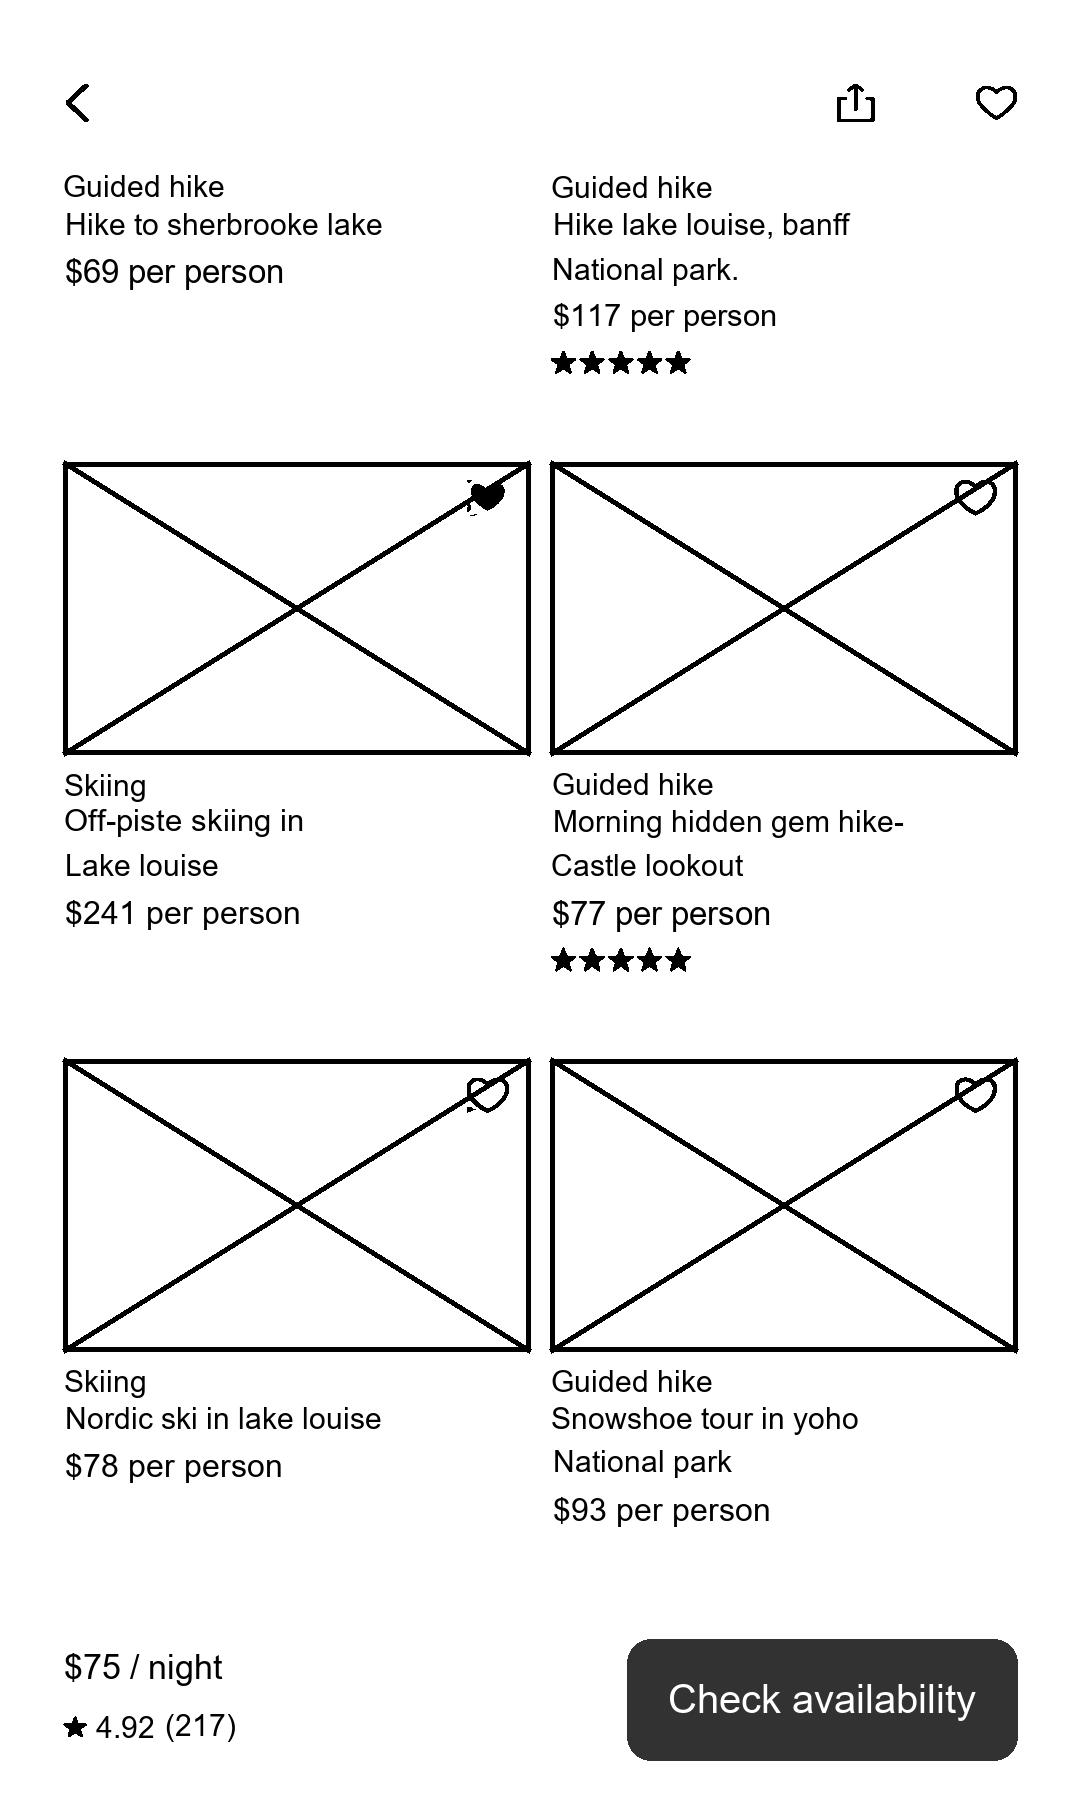 Guided hike
Hike to sherbrooke lake
$69 per person
Guided hike
Hike lake louise, banff
National park.
$117 per person
Skiing
Off-piste skiing in
Lake louise
$241 per person
Guided hike
Morning hidden gem hike-
Castle lookout
$77 per person
Skiing
Nordic ski in lake louise
$78 per person
Guided hike
Snowshoe tour in yoho
National park
$93 per person
$75 / night
4.92 (217)
Check availability